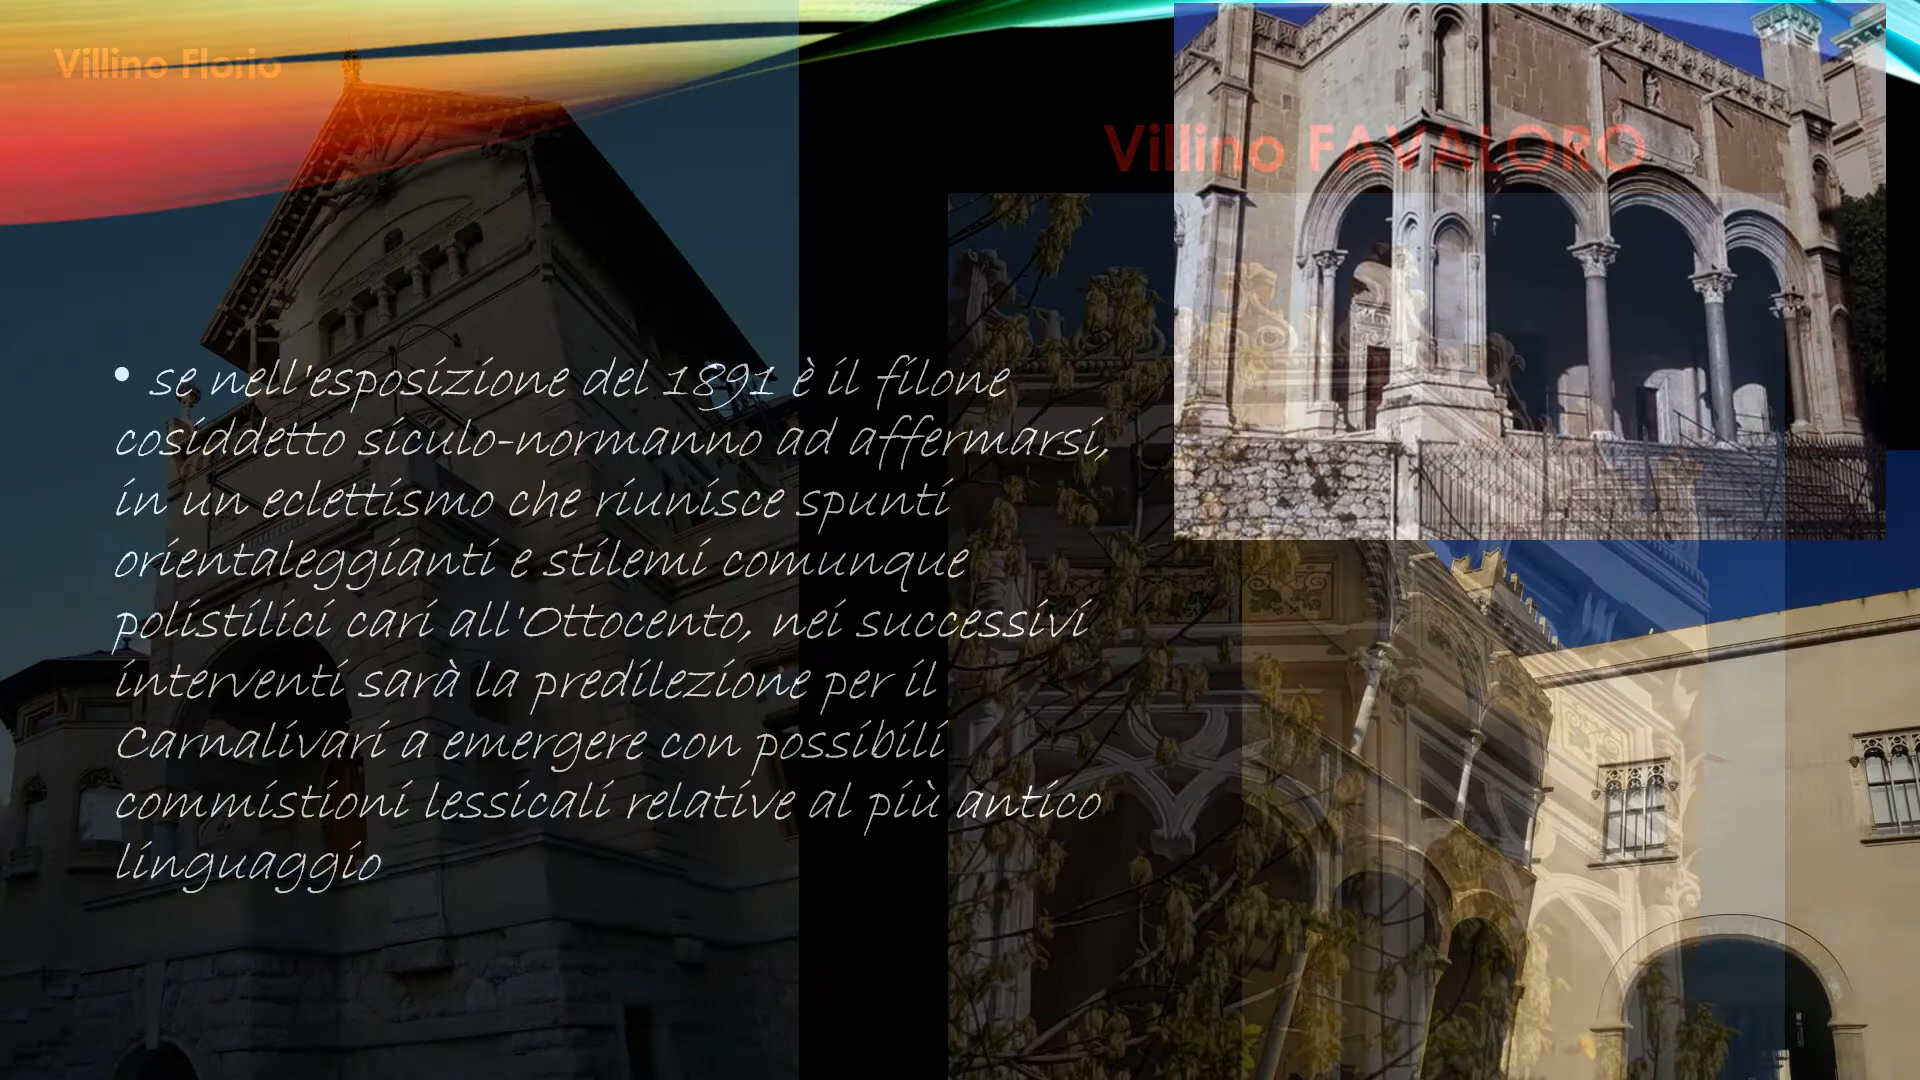 Villino Florio
Villino FAVALORO
• se nell'esposizione del 1891 è il filone
cosiddetto siculo-normanno ad affermarsi,
in un eclettismo che riunisce spunti
orientaleggianti e stilemi comunque
polistilici cari all'Ottocento, nei successivi
interventi sarà la predilezione per il
Carnalivari a emergere con possibili
commistioni lessicali relative al più antico
linguaggio